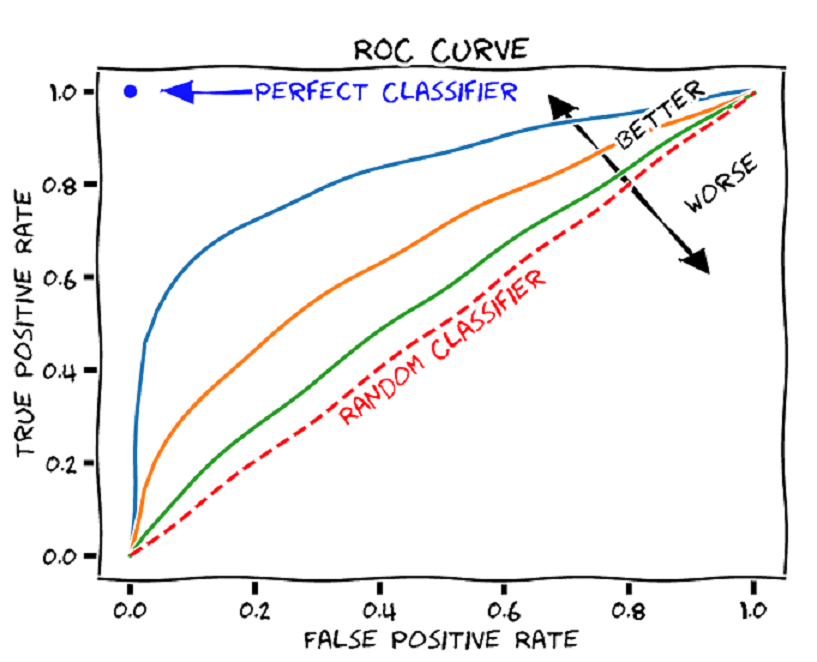 ROC CURVE
PERFECT CLASSIFIER
BETTER
WORSE
RANDOM CLASSIFIER
TRUE POSITIVE RATE
1.0
0.8
0.6
0.4
0.2
0.0
0.0 0.2 0.4 0.6 0.8 1.0
FALSE POSITIVE RATE